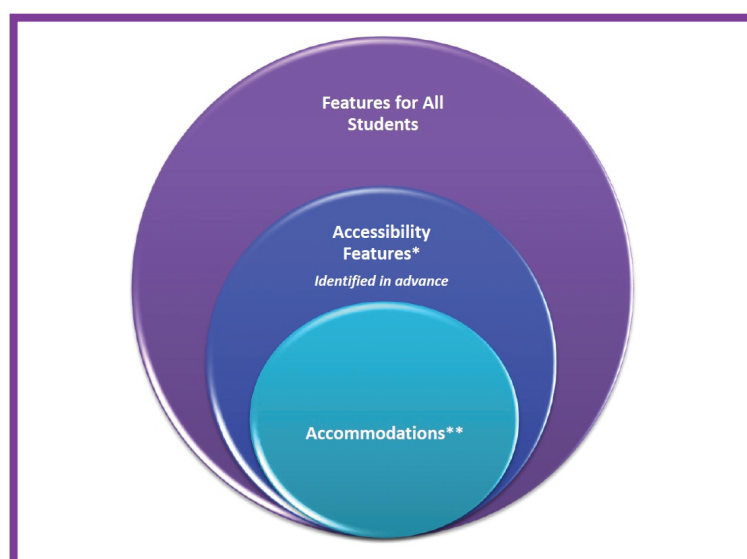 Features for All
Students
Accessibility
Features*
Identified in advance
Accommodations**